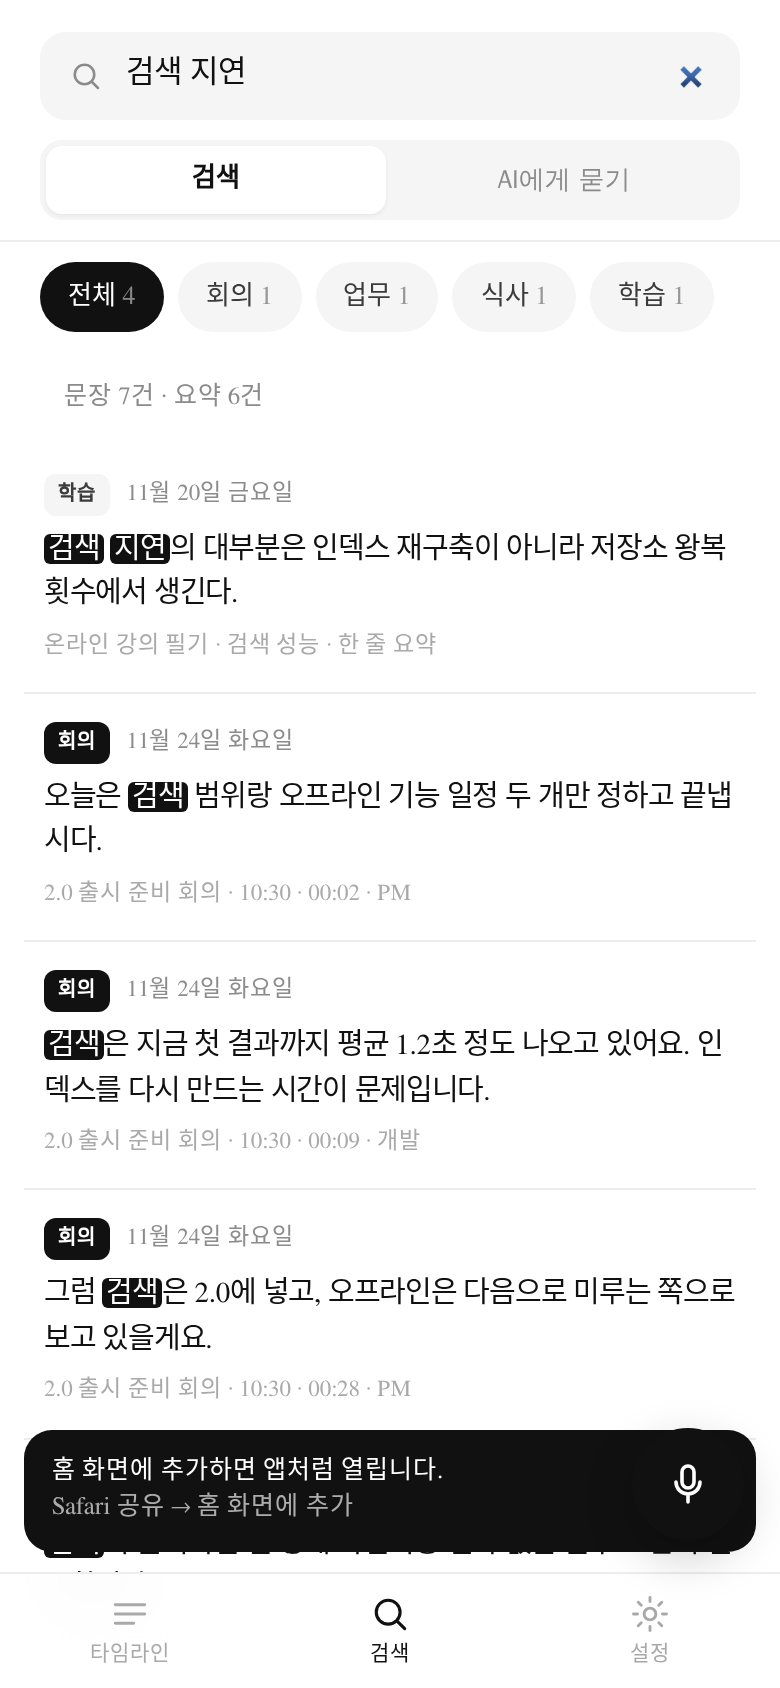 검색 지연
검색
AI에게 묻기
전체 4
회의 1
업무 1
식사 1
학습 1
문장 7건 · 요약 6건
학습 11월 20일 금요일
검색 지연의 대부분은 인덱스 재구축이 아니라 저장소 왕복
횟수에서 생긴다.
온라인 강의 필기 · 검색 성능 · 한 줄 요약
회의 11월 24일 화요일
오늘은 검색 범위랑 오프라인 기능 일정 두 개만 정하고 끝냅
시다.
2.0 출시 준비 회의 · 10:30 · 00:02 · PM
회의 11월 24일 화요일
검색은 지금 첫 결과까지 평균 1.2초 정도 나오고 있어요. 인
덱스를 다시 만드는 시간이 문제입니다.
2.0 출시 준비 회의 · 10:30 · 00:09 · 개발
회의 11월 24일 화요일
그럼 검색은 2.0에 넣고, 오프라인은 다음으로 미루는 쪽으로
보고 있을게요.
2.0 출시 준비 회의 · 10:30 · 00:28 · PM
홈 화면에 추가하면 앱처럼 열립니다.
Safari 공유 → 홈 화면에 추가
타임라인
검색
설정